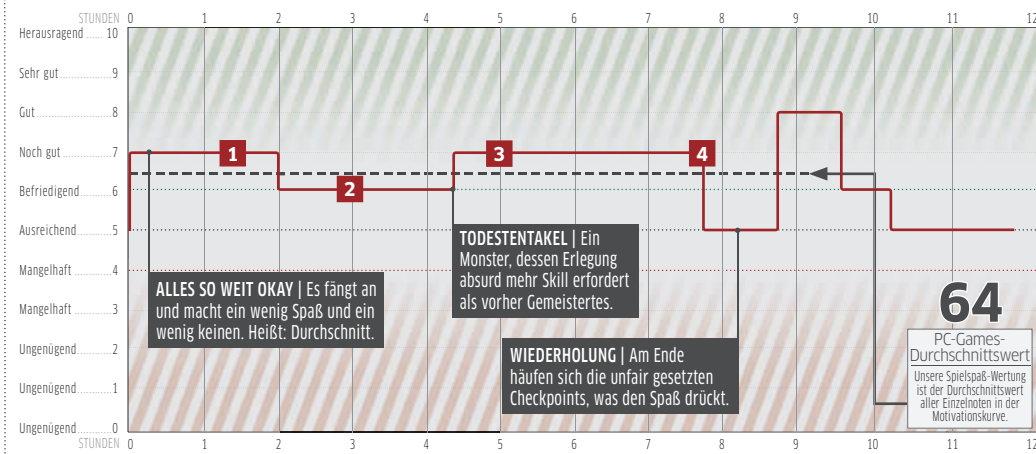 STUNDEN 0 1 2 3 4 5 6 7 8 9 10 11 12
Herausragend ...... 10
Sehr gut ................ 9
Gut ........................ 8
Noch gut ............... 7
Befriedigend ......... 6
Ausreichend .......... 5
Mangelhaft ........... 4
Mangelhaft ........... 3
Ungenügend ......... 2
Ungenügend ......... 1
Ungenügend ......... 0
1
2
3
4
ALLES SO WEIT OKAY | Es fängt an
und macht ein wenig Spaß und ein
wenig keinen. Heißt: Durchschnitt.
TODESTENTAKEL | Ein
Monster, dessen Erlegung
absurd mehr Skill erfordert
als vorher Gemeistertes.
WIEDERHOLUNG | Am Ende
häufen sich die unfair gesetzten
Checkpoints, was den Spaß drückt.
64
PC-Games-
Durchschnittswert
Unsere Spielspaß-Wertung
ist der Durchschnittswert
aller Einzelnoten in der
Motivationskurve.
STUNDEN 0 1 2 3 4 5 6 7 8 9 10 11 12